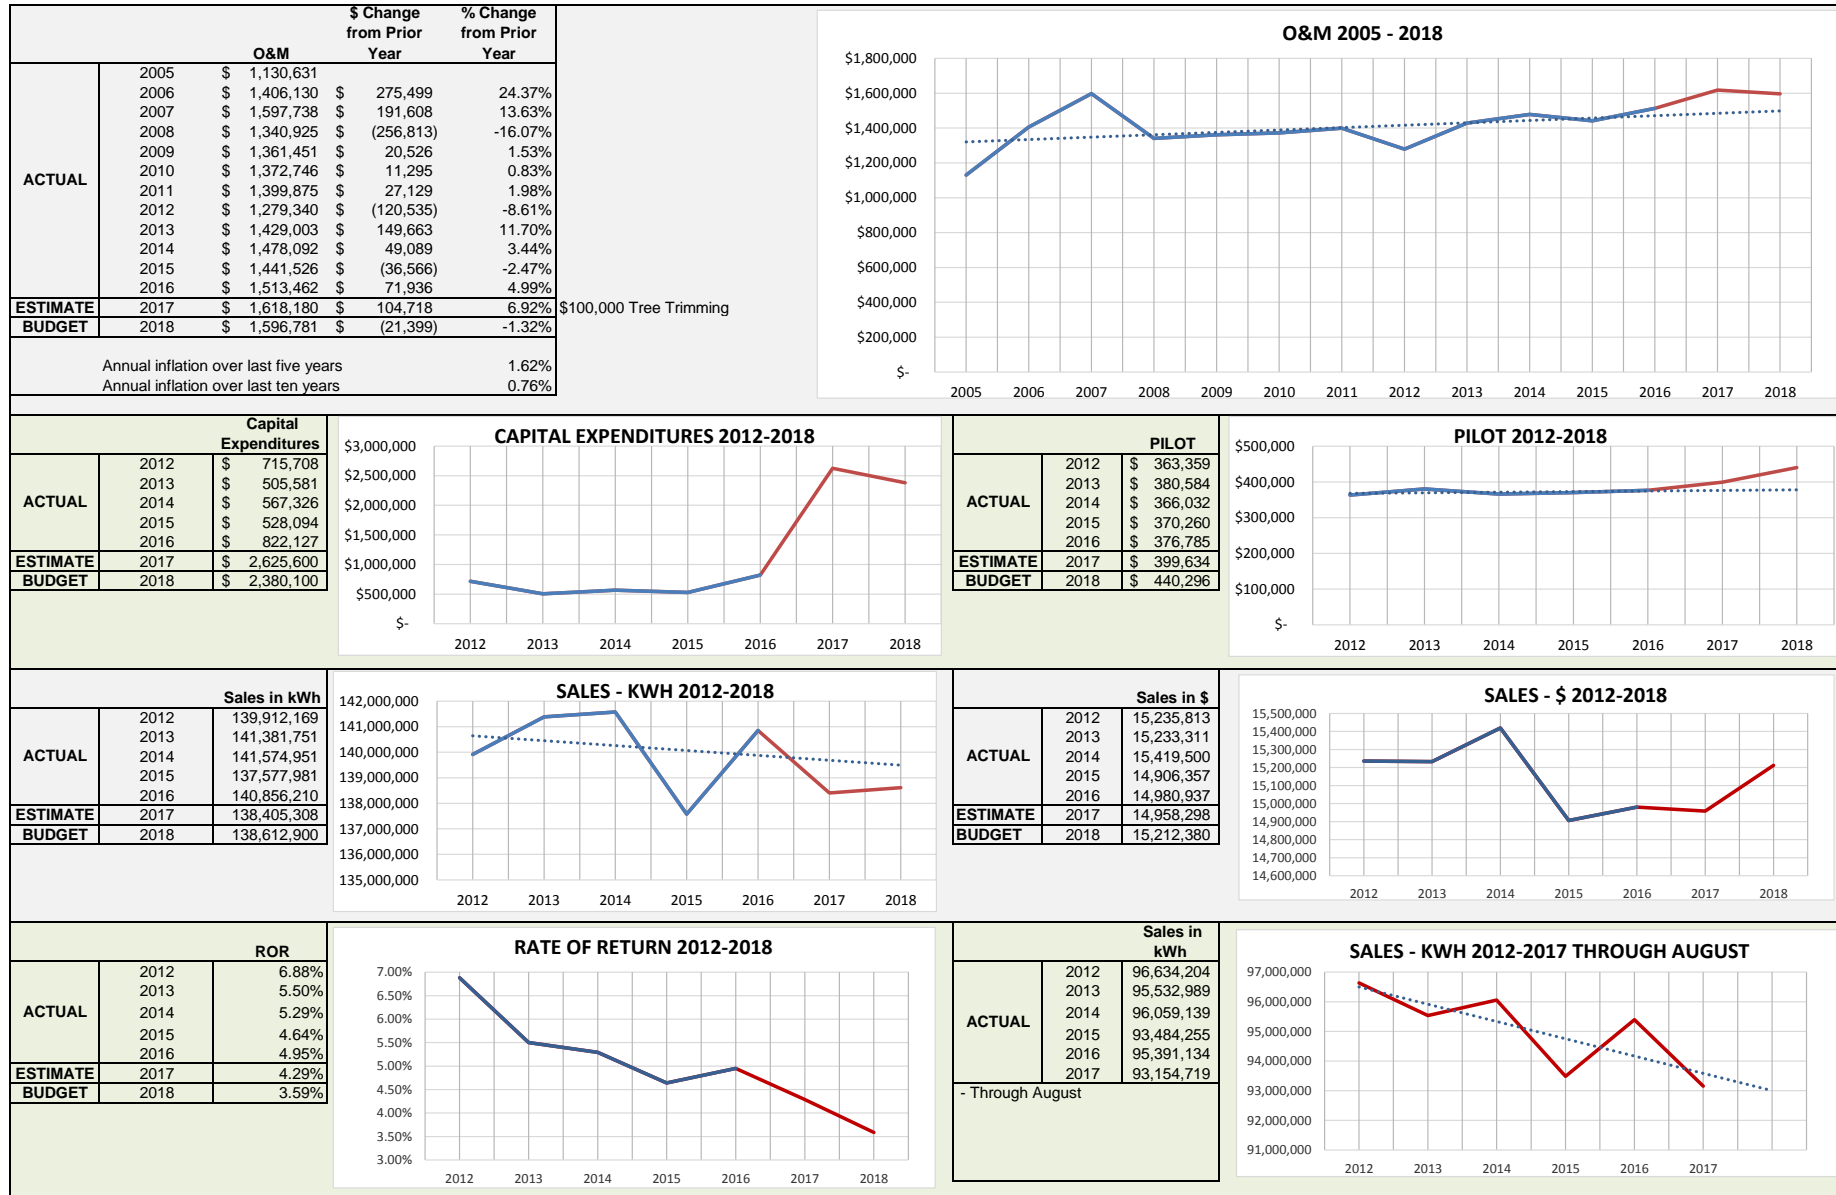 $ Change % Change
from Prior from Prior
O&M Year Year
2005 $ 1,130,631
2006 $ 1,406,130 $ 275,499 24.37%
2007 $ 1,597,738 $ 191,608 13.63%
2008 $ 1,340,925 $ (256,813) -16.07%
2009 $ 1,361,451 $ 20,526 1.53%
2010 $ 1,372,746 $ 11,295 0.83%
ACTUAL
2011 $ 1,399,875 $ 27,129 1.98%
2012 $ 1,279,340 $ (120,535) -8.61%
2013 $ 1,429,003 $ 149,663 11.70%
2014 $ 1,478,092 $ 49,089 3.44%
2015 $ 1,441,526 $ (36,566) -2.47%
2016 $ 1,513,462 $ 71,936 4.99%
ESTIMATE 2017 $ 1,618,180 $ 104,718 6.92% $100,000 Tree Trimming
BUDGET 2018 $ 1,596,781 $ (21,399) -1.32%
Annual inflation over last five years 1.62%
Annual inflation over last ten years 0.76%
O&M 2005 - 2018
$1,800,000
$1,600,000
$1,400,000
$1,200,000
$1,000,000
$800,000
$600,000
$400,000
$200,000
$-
2005 2006 2007 2008 2009 2010 2011 2012 2013 2014 2015 2016 2017 2018
Capital
Expenditures
2012 $ 715,708
2013 $ 505,581
ACTUAL 2014 $ 567,326
2015 $ 528,094
2016 $ 822,127
ESTIMATE 2017 $ 2,625,600
BUDGET 2018 $ 2,380,100
CAPITAL EXPENDITURES 2012-2018
$3,000,000
$2,500,000
$2,000,000
$1,500,000
$1,000,000
$500,000
$-
2012 2013 2014 2015 2016 2017 2018
PILOT
2012 $ 363,359
2013 $ 380,584
ACTUAL 2014 $ 366,032
2015 $ 370,260
2016 $ 376,785
ESTIMATE 2017 $ 399,634
BUDGET 2018 $ 440,296
PILOT 2012-2018
$500,000
$400,000
$300,000
$200,000
$100,000
$-
2012 2013 2014 2015 2016 2017 2018
Sales in kWh
2012 139,912,169
2013 141,381,751
ACTUAL 2014 141,574,951
2015 137,577,981
2016 140,856,210
ESTIMATE 2017 138,405,308
BUDGET 2018 138,612,900
SALES - KWH 2012-2018
142,000,000
141,000,000
140,000,000
139,000,000
138,000,000
137,000,000
136,000,000
135,000,000
2012 2013 2014 2015 2016 2017 2018
Sales in $
2012 15,235,813
2013 15,233,311
ACTUAL 2014 15,419,500
2015 14,906,357
2016 14,980,937
ESTIMATE 2017 14,958,298
BUDGET 2018 15,212,380
SALES - $ 2012-2018
15,500,000
15,400,000
15,300,000
15,200,000
15,100,000
15,000,000
14,900,000
14,800,000
14,700,000
14,600,000
2012 2013 2014 2015 2016 2017 2018
ROR
2012 6.88%
2013 5.50%
ACTUAL 2014 5.29%
2015 4.64%
2016 4.95%
ESTIMATE 2017 4.29%
BUDGET 2018 3.59%
RATE OF RETURN 2012-2018
7.00%
6.50%
6.00%
5.50%
5.00%
4.50%
4.00%
3.50%
3.00%
2012 2013 2014 2015 2016 2017 2018
Sales in
kWh
2012 96,634,204
2013 95,532,989
2014 96,059,139
ACTUAL
2015 93,484,255
2016 95,391,134
2017 93,154,719
- Through August
SALES - KWH 2012-2017 THROUGH AUGUST
97,000,000
96,000,000
95,000,000
94,000,000
93,000,000
92,000,000
91,000,000
2012 2013 2014 2015 2016 2017